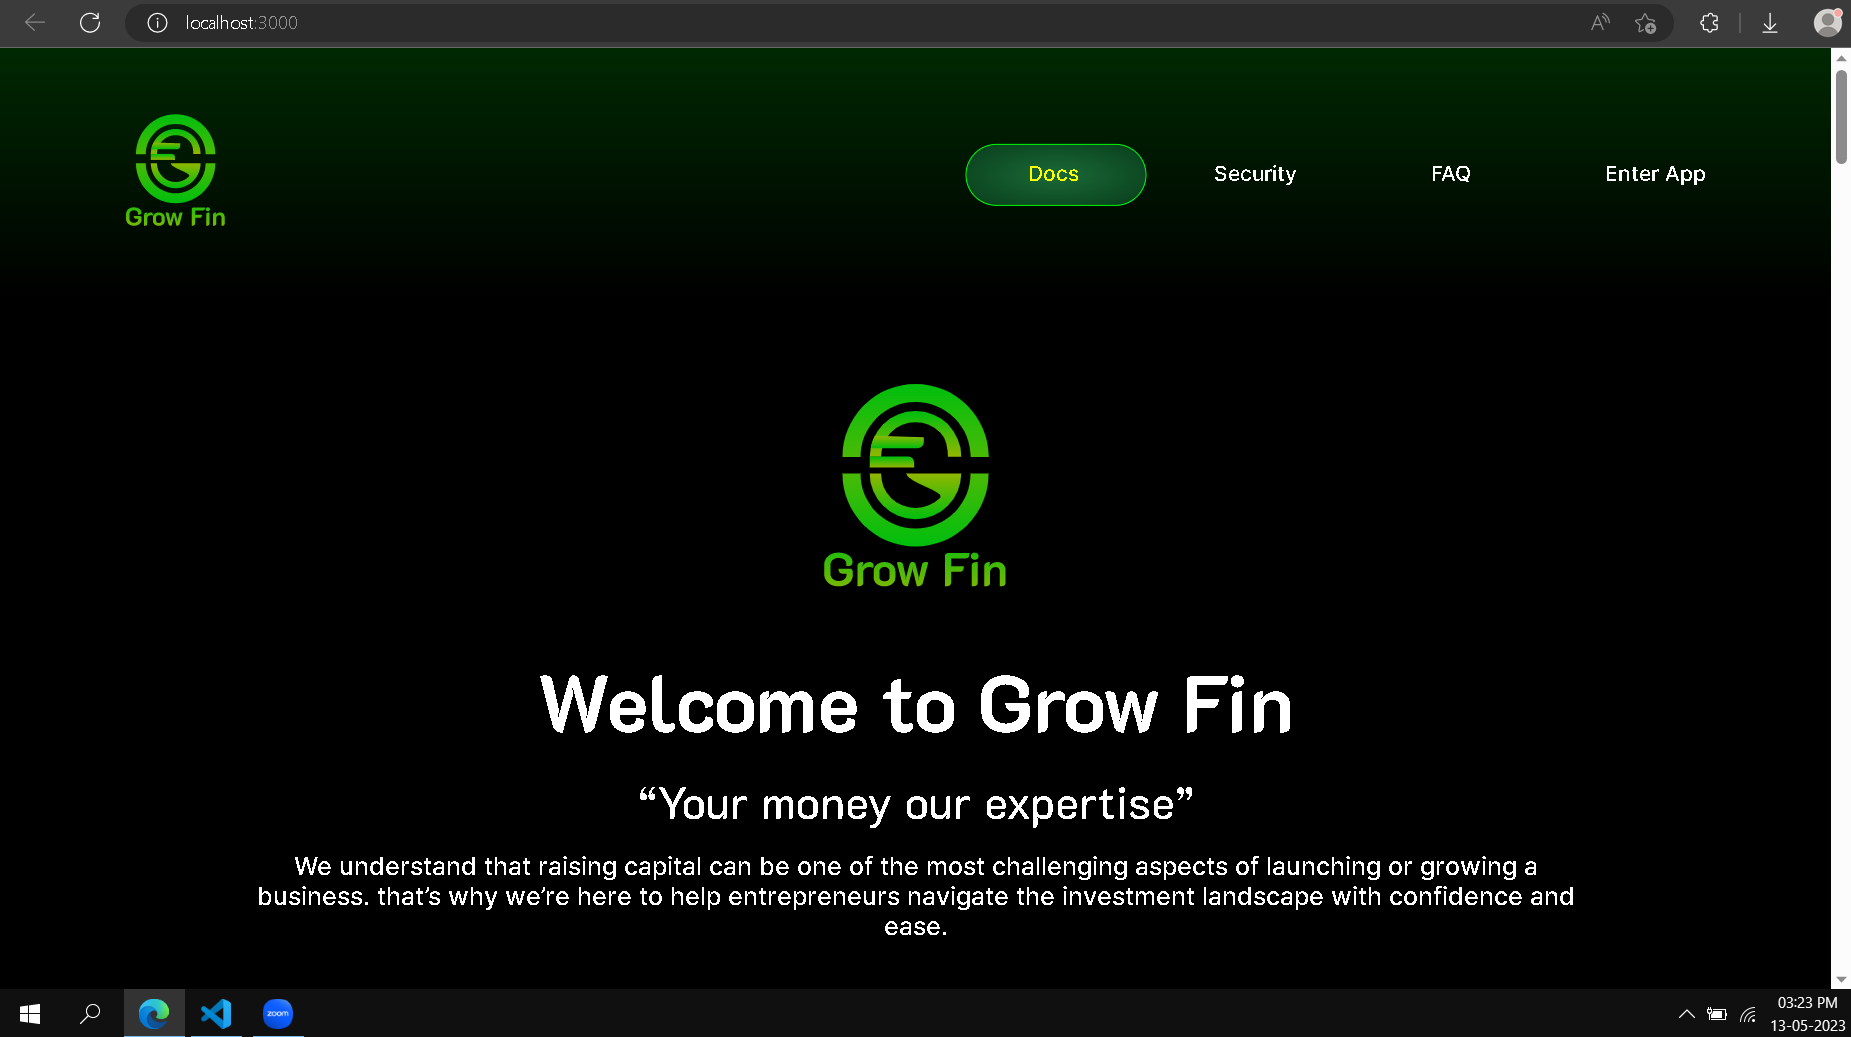 localhost:3000
Grow Fin
Docs
Security
FAQ
Enter App
Grow Fin
Welcome to Grow Fin
“Your money our expertise”
We understand that raising capital can be one of the most challenging aspects of launching or growing a
business. that’s why we’re here to help entrepreneurs navigate the investment landscape with confidence and
ease.
zoom
03:23 PM
13-05-2023